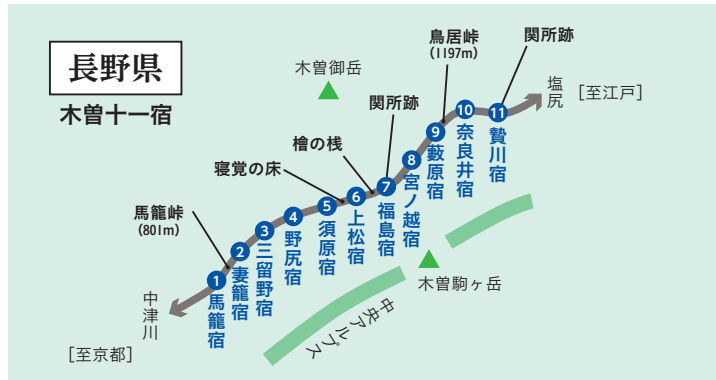 長野県
木曽十一宿
木曽御岳
鳥居峠
(1197m)
関所跡
塩尻
[至江戸]
関所跡
檜の桟
寝覚の床
馬籠峠
(801m)
1
馬籠宿
2
妻籠宿
3
三留野宿
4
野尻宿
5
須原宿
6
上松宿
7
福島宿
8
宮ノ越宿
9
藪原宿
10
奈良井宿
11
贄川宿
木曽駒ヶ岳
中央アルプス
中津川
[至京都]